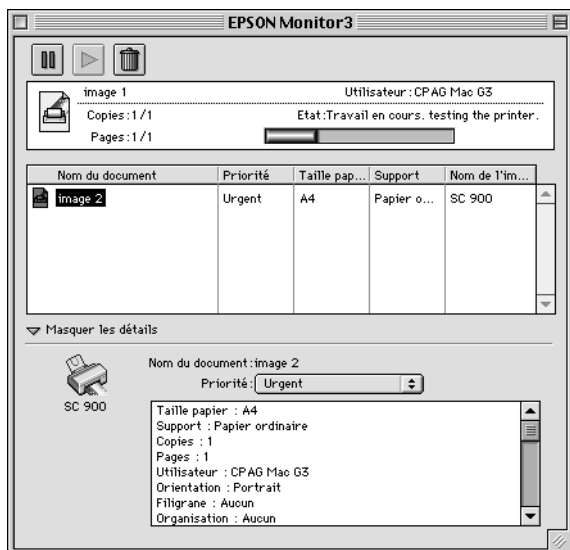 EPSON Monitor3
image 1 Utilisateur : CPAG Mac G3
Copies : 1/1 Etat : Travail en cours. testing the printer.
Pages : 1/1
Nom du document Priorité Taille pap... Support Nom de l'im...
image 2 Urgent A4 Papier o... SC 900
Masquer les détails
Nom du document : image 2
Priorité : Urgent
SC 900
Taille papier : A4
Support : Papier ordinaire
Copies : 1
Pages : 1
Utilisateur : CPAG Mac G3
Orientation : Portrait
Filigrane : Aucun
Organisation : Aucun